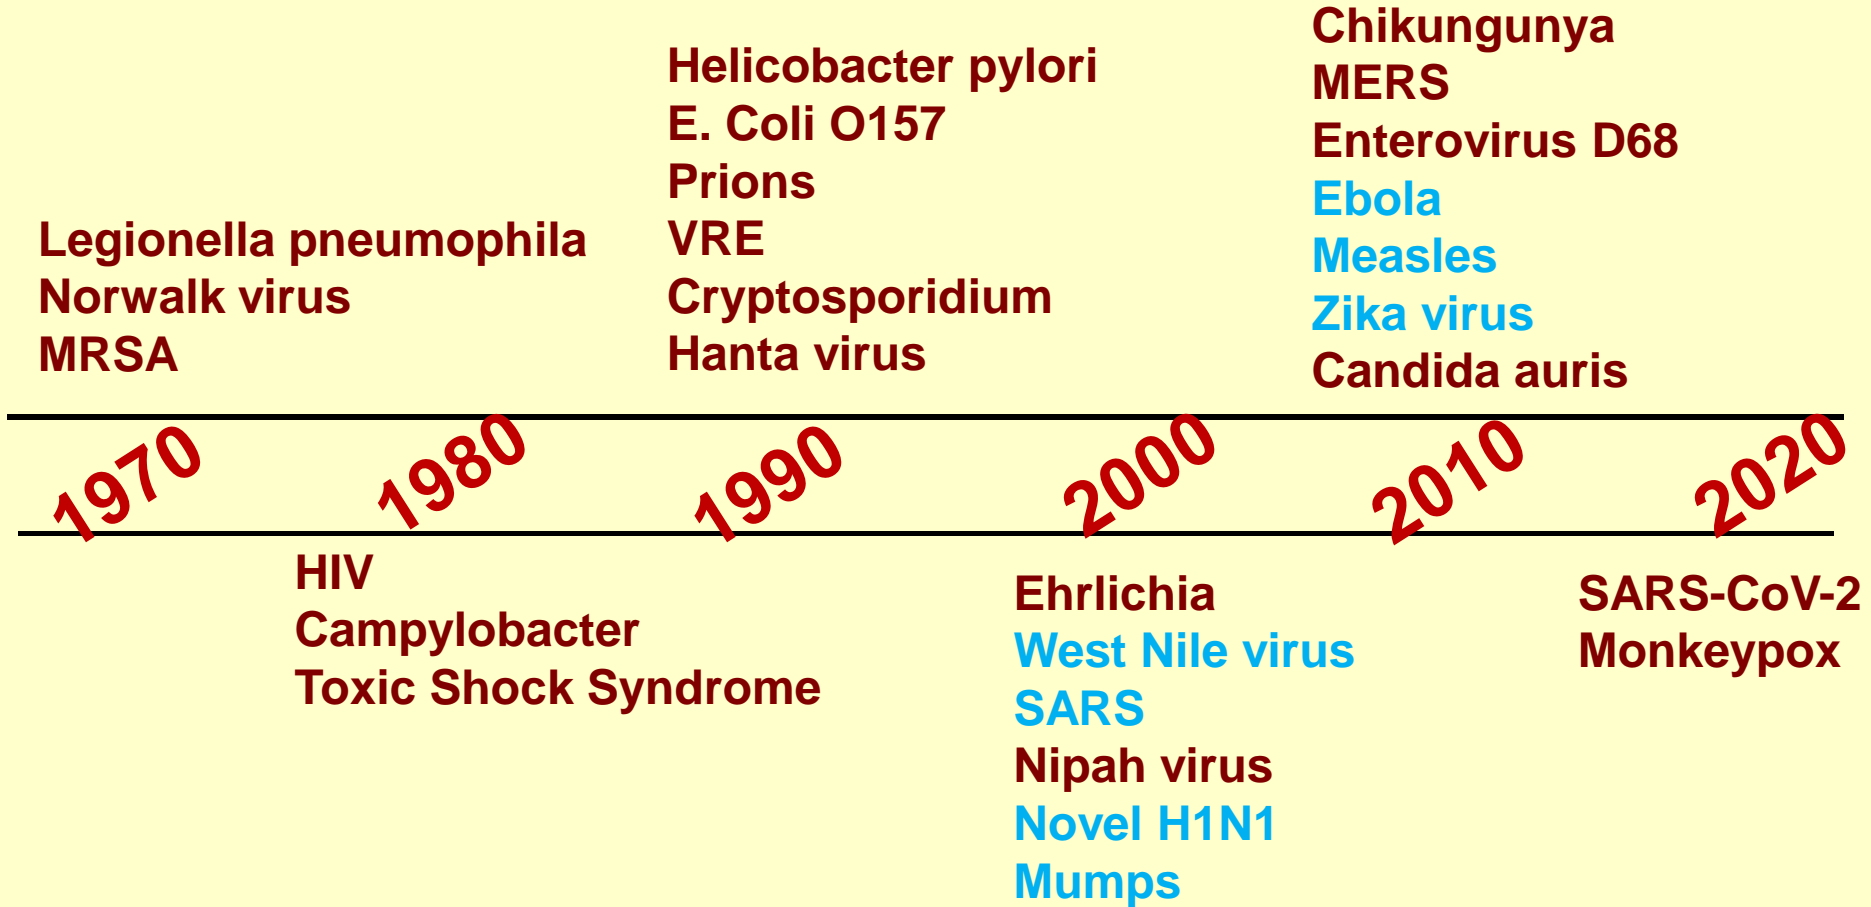 Legionella pneumophila
Norwalk virus
MRSA
Helicobacter pylori
E. Coli O157
Prions
VRE
Cryptosporidium
Hanta virus
Chikungunya
MERS
Enterovirus D68
Ebola
Measles
Zika virus
Candida auris
1970
1980
1990
2000
2010
2020
HIV
Campylobacter
Toxic Shock Syndrome
Ehrlichia
West Nile virus
SARS
Nipah virus
Novel H1N1
Mumps
SARS-CoV-2
Monkeypox